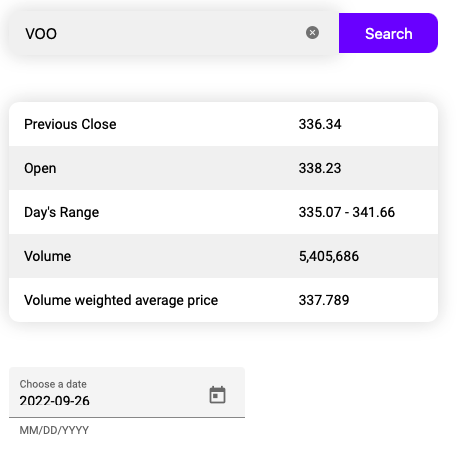 VOO Search
Previous Close 336.34
Open 338.23
Day's Range 335.07 - 341.66
Volume 5,405,686
Volume weighted average price 337.789
Choose a date
2022-09-26
MM/DD/YYYY